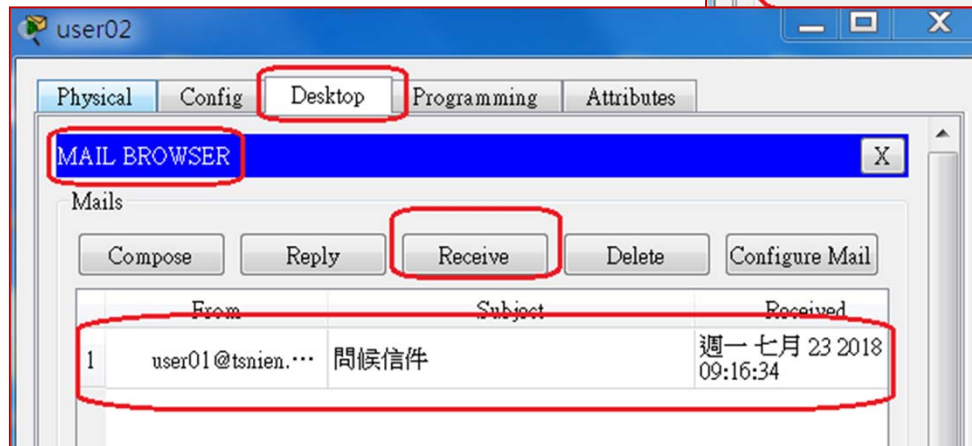 user02
Physical Config Desktop Programming Attributes
MAIL BROWSER X
Mails
Compose Reply Receive Delete Configure Mail
From Subject Received
1 user01@tsnien.... 問候信件 週一 七月 23 2018
09:16:34